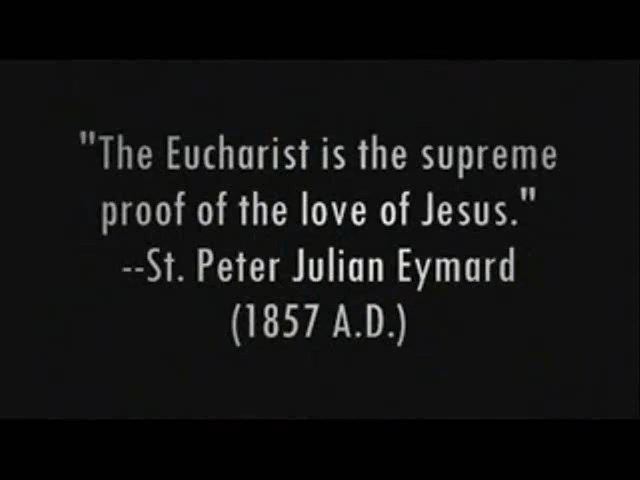 "The Eucharist is the supreme
proof of the love of Jesus."
--St. Peter Julian Eymard
(1857 A.D.)